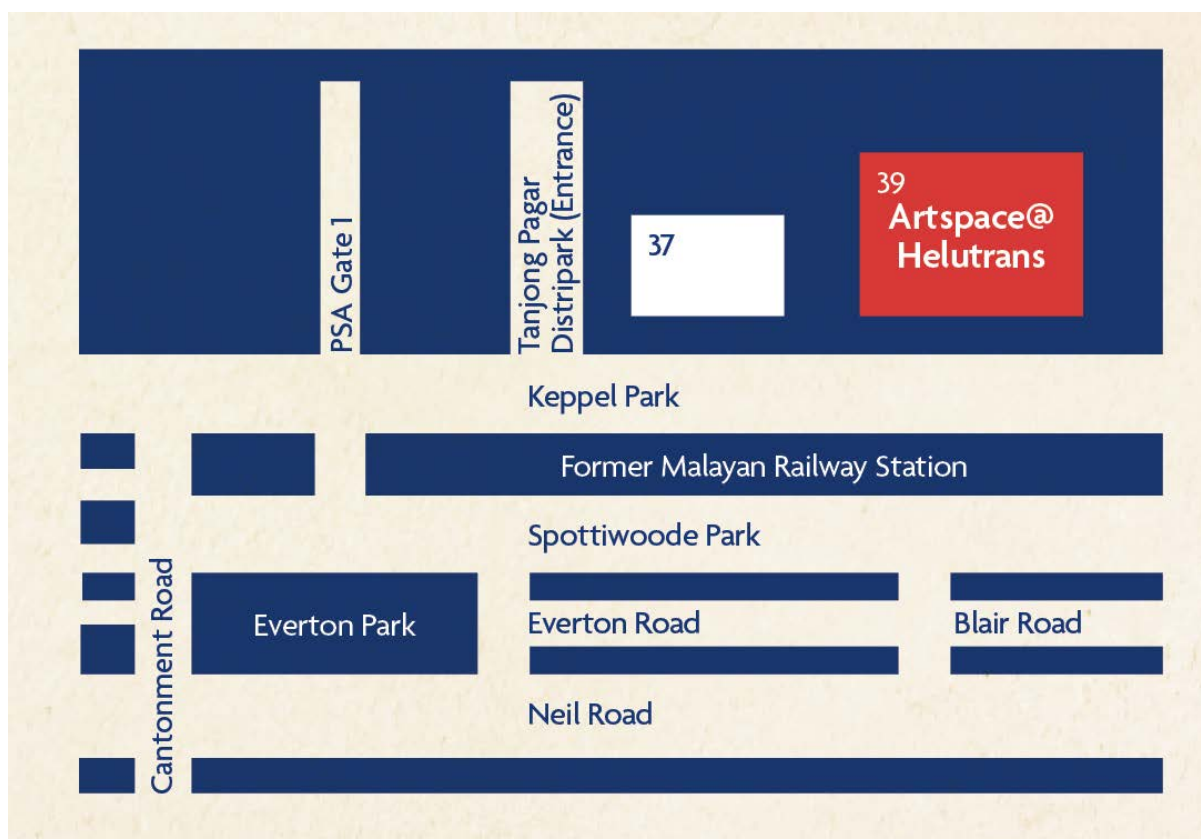 PSA Gate 1
Tanjong Pagar
Distripark (Entrance)
37
39
Artspace@
Helutrans
Keppel Park
Former Malayan Railway Station
Spottiwoode Park
Cantonment Road
Everton Park
Everton Road
Blair Road
Neil Road